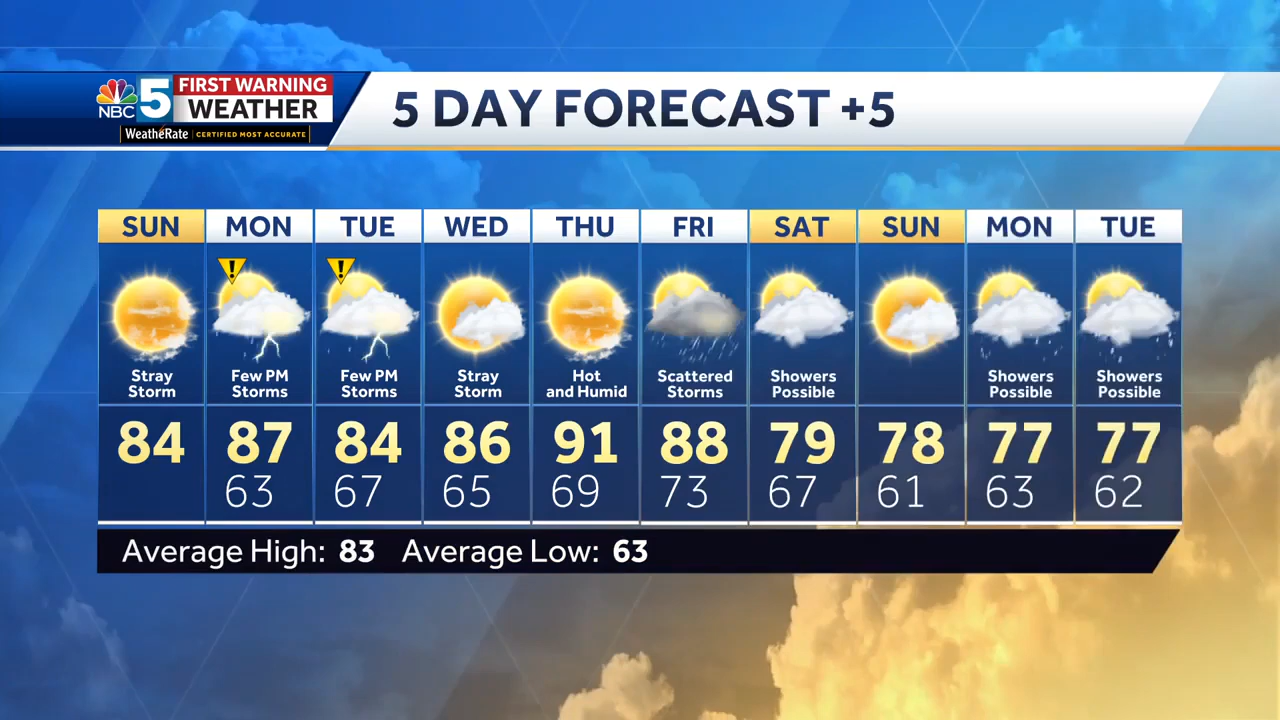 NBC 5 FIRST WARNING
WEATHER
WeatheRate CERTIFIED MOST ACCURATE
5 DAY FORECAST +5
SUN MON TUE WED THU FRI SAT SUN MON TUE
! !
Stray Few PM Few PM Stray Hot Scattered Showers Showers Showers
Storm Storms Storms Storm and Humid Storms Possible Possible Possible
84 87 84 86 91 88 79 78 77 77
63 67 65 69 73 67 61 63 62
Average High: 83 Average Low: 63